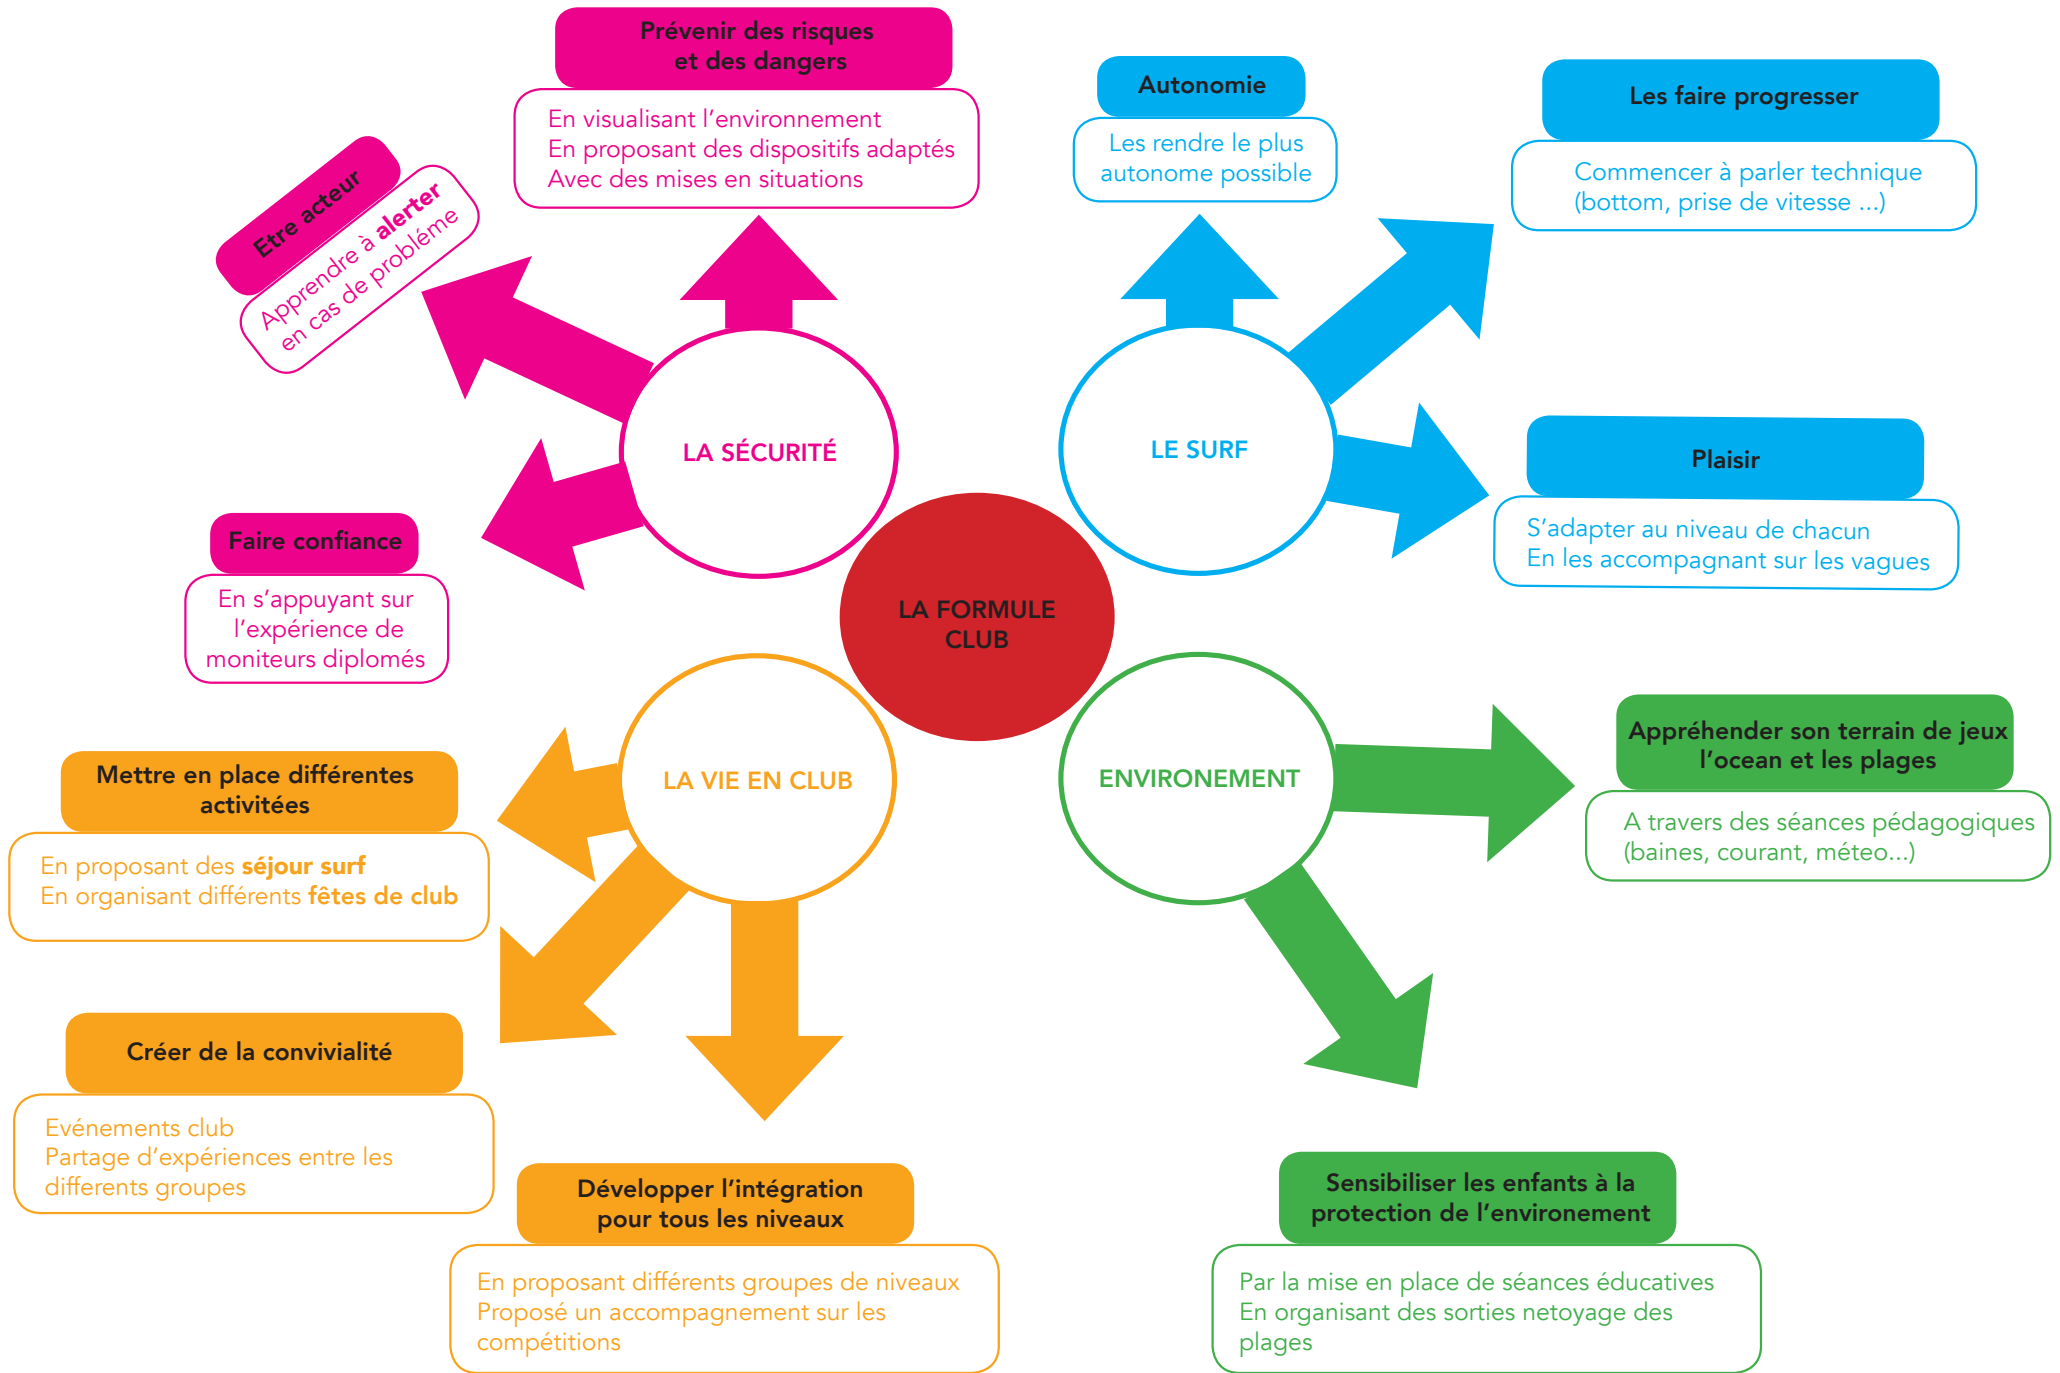 Prévenir des risques
et des dangers
En visualisant l'environnement
En proposant des dispositifs adaptés
Avec des mises en situations
Autonomie
Les rendre le plus
autonome possible
Les faire progresser
Commencer à parler technique
(bottom, prise de vitesse ...)
Etre acteur
Apprendre à alerter
en cas de probléme
LA SÉCURITÉ
LE SURF
Plaisir
S'adapter au niveau de chacun
En les accompagnant sur les vagues
Faire confiance
En s'appuyant sur
l'expérience de
moniteurs diplomés
LA FORMULE
CLUB
LA VIE EN CLUB
ENVIRONEMENT
Appréhender son terrain de jeux
l'ocean et les plages
A travers des séances pédagogiques
(baines, courant, méteo...)
Mettre en place différentes
activitées
En proposant des séjour surf
En organisant différents fêtes de club
Créer de la convivialité
Evénements club
Partage d'expériences entre les
differents groupes
Développer l'intégration
pour tous les niveaux
En proposant différents groupes de niveaux
Proposé un accompagnement sur les
compétitions
Sensibiliser les enfants à la
protection de l'environement
Par la mise en place de séances éducatives
En organisant des sorties netoyage des
plages